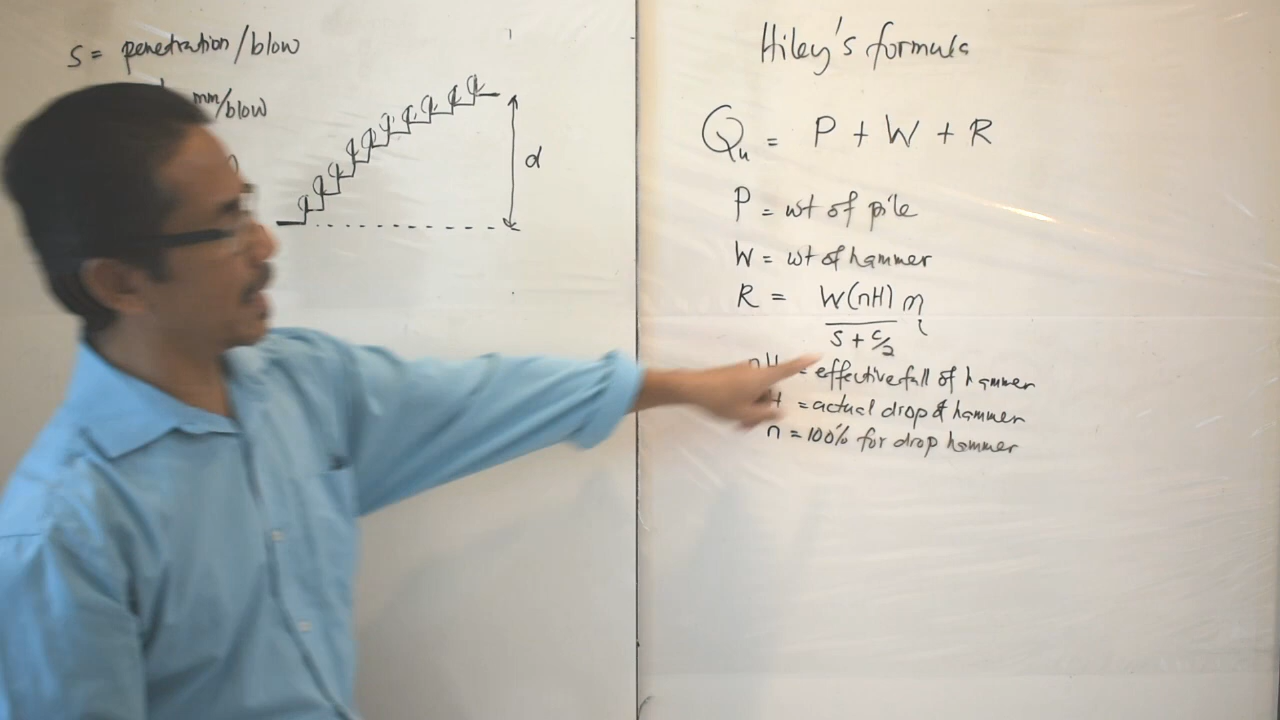 S = penetration/blow
mm/blow
d
Hiley's formula
Qu = P + W + R
P = wt of pile
W = wt of hammer
R = W(nH) η
S + c/2
nH = effective fall of hammer
H = actual drop of hammer
n = 100% for drop hammer